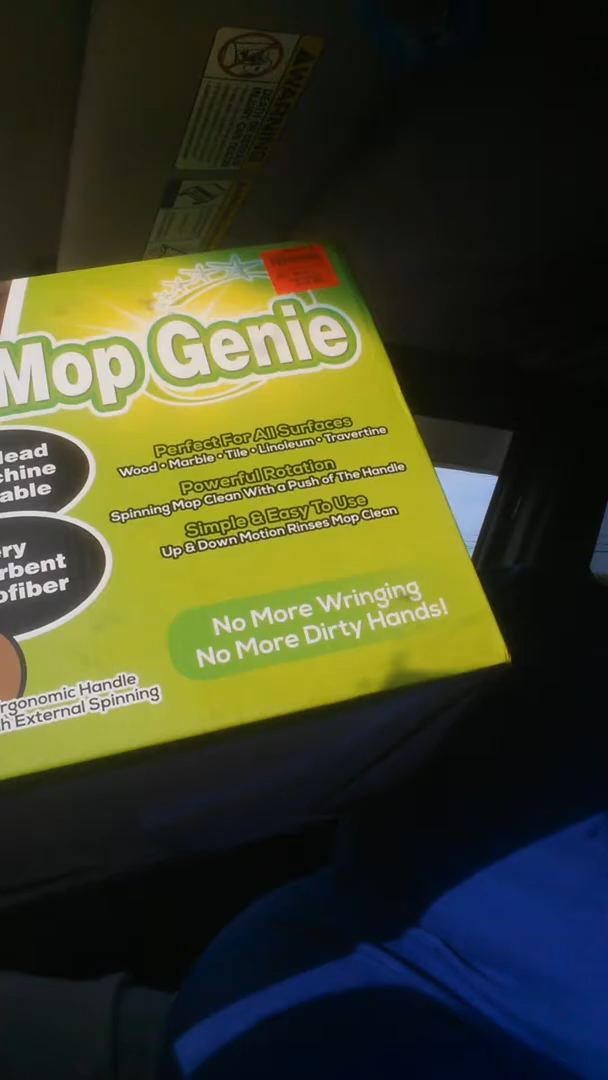 WARNING
Mop Genie
Head
chine
able
Perfect For All Surfaces
Wood • Marble • Tile • Linoleum • Travertine
Powerful Rotation
Spinning Mop Clean With a Push of The Handle
Simple & Easy To Use
Up & Down Motion Rinses Mop Clean
ery
rbent
ofiber
No More Wringing
No More Dirty Hands!
rgonomic Handle
h External Spinning